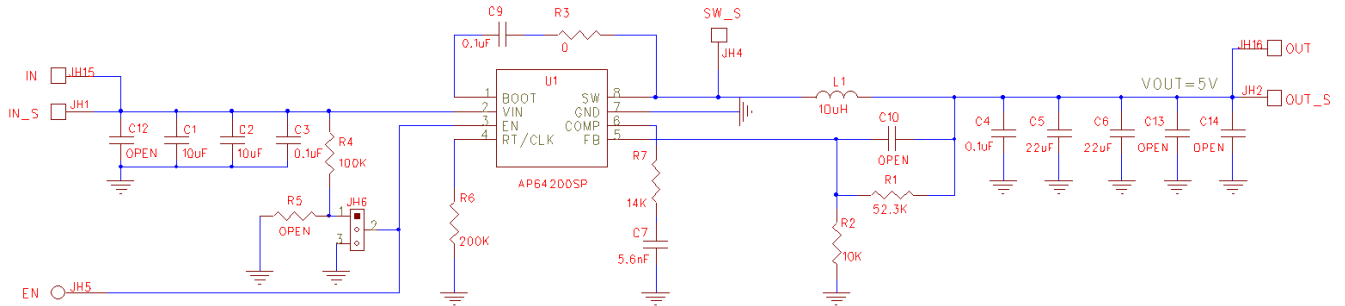 C9
R3
SW_S
0.1uF
0
JH4
JH16
OUT
IN
JH15
U1
L1
VOUT=5V
IN_S
JH1
1
BOOT
SW
8
10uH
JH2
OUT_S
2
VIN
GND
7
3
EN
COMP
6
4
RT/CLK
FB
5
C12
C1
C2
C3
R4
C10
C4
C5
C6
C13
C14
OPEN
10uF
10uF
0.1uF
100K
OPEN
0.1uF
22uF
22uF
OPEN
OPEN
AP64200SP
R7
R1
R5
JH6
R6
14K
52.3K
OPEN
1
2
3
200K
C7
5.6nF
R2
10K
EN
JH5